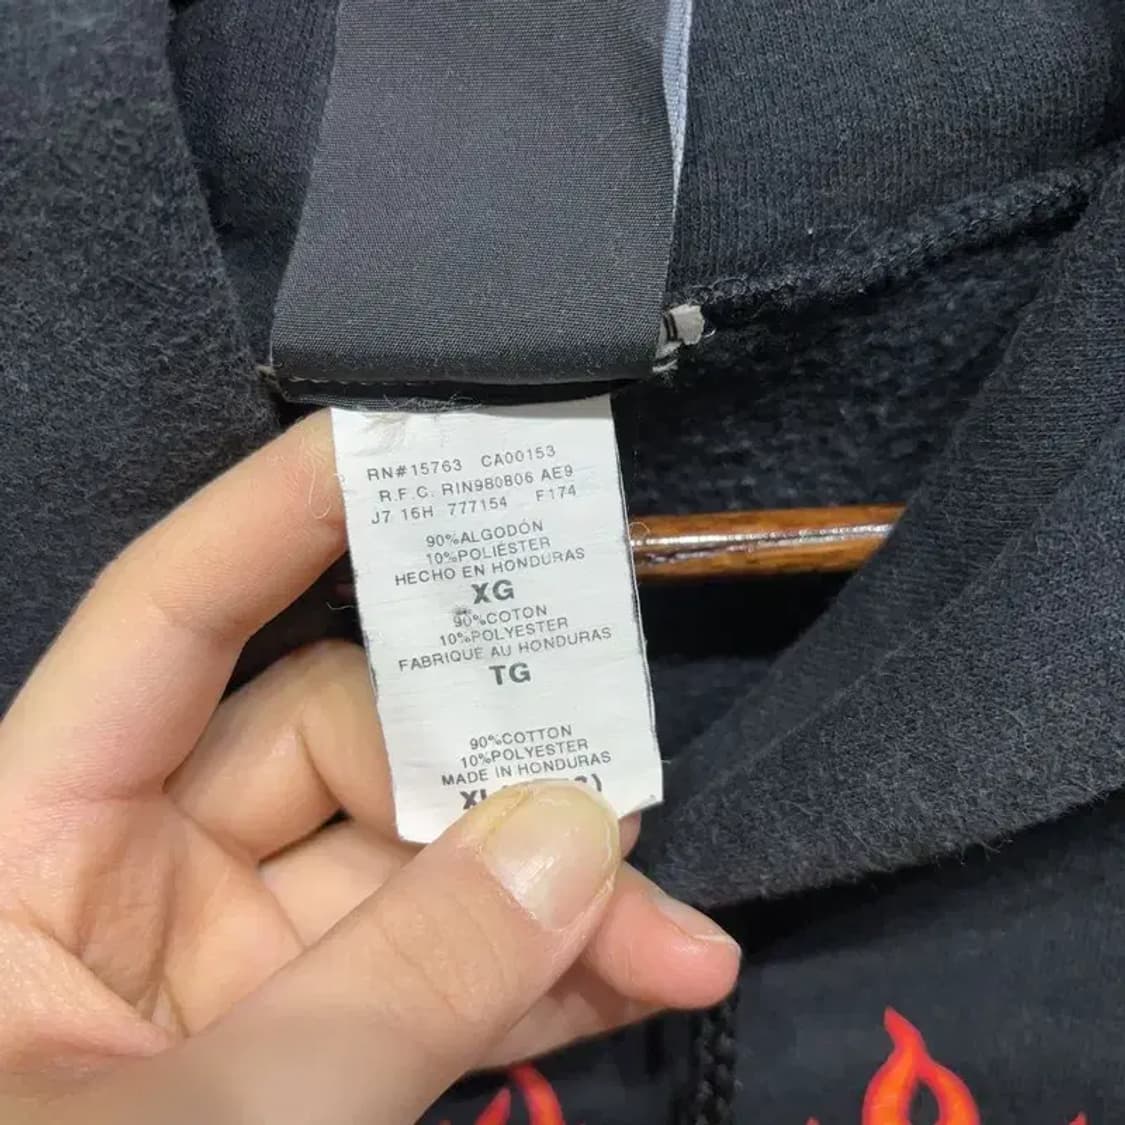 RN#15763 CA00153
R.F.C. RIN980806 AE9
J7 16H 777154 F174
90%ALGODÓN
10%POLIÉSTER
HECHO EN HONDURAS
XG
90%COTON
10%POLYESTER
FABRIQUE AU HONDURAS
TG
90%COTTON
10%POLYESTER
MADE IN HONDURAS